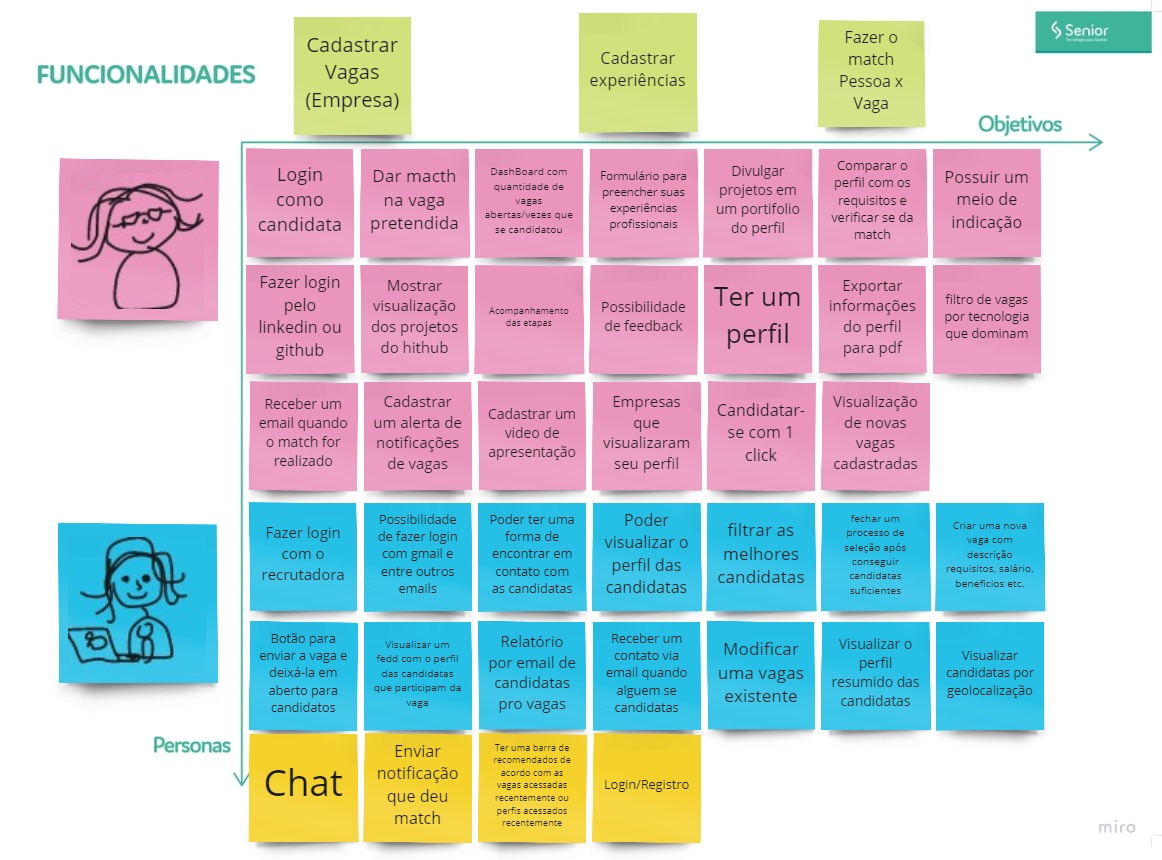 FUNCIONALIDADES
Cadastrar
Vagas
(Empresa)
Cadastrar
experiências
Fazer o
match
Pessoa x
Vaga
Senior
Tecnologia para Gestão
Objetivos
Login
como
candidata
Dar macth
na vaga
pretendida
DashBoard com
quantidade de
vagas
abertas/vezes que
se candidatou
Formulário para
preencher suas
experiências
profissionais
Divulgar
projetos em
um portifolio
do perfil
Comparar o
perfil com os
requisitos e
verificar se da
match
Possuir um
meio de
indicação
Fazer login
pelo
linkedin ou
github
Mostrar
visualização
dos projetos
do hithub
Acompanhamento
das etapas
Possibilidade
de feedback
Ter um
perfil
Exportar
informações
do perfil
para pdf
filtro de vagas
por tecnologia
que dominam
Receber um
email quando
o match for
realizado
Cadastrar
um alerta de
notificações
de vagas
Cadastrar um
video de
apresentação
Empresas
que
visualizaram
seu perfil
Candidatar-
se com 1
click
Visualização
de novas
vagas
cadastradas
Fazer login
com o
recrutadora
Possibilidade
de fazer login
com gmail e
entre outros
emails
Poder ter uma
forma de
encontrar em
contato com
as candidatas
Poder
visualizar o
perfil das
candidatas
filtrar as
melhores
candidatas
fechar um
processo de
seleção após
conseguir
candidatas
suficientes
Criar uma nova
vaga com
descrição
requisitos, salário,
beneficios etc.
Botão para
enviar a vaga e
deixá-la em
aberto para
candidatos
Visualizar um
fedd com o perfil
das candidatas
que participam da
vaga
Relatório
por email de
candidatas
pro vagas
Receber um
contato via
email quando
alguem se
candidatas
Modificar
uma vagas
existente
Visualizar o
perfil
resumido das
candidatas
Visualizar
candidatas por
geolocalização
Personas
Chat
Enviar
notificação
que deu
match
Ter uma barra de
recomendados de
acordo com as
vagas acessadas
recentemente ou
perfis acessados
recentemente
Login/Registro
miro